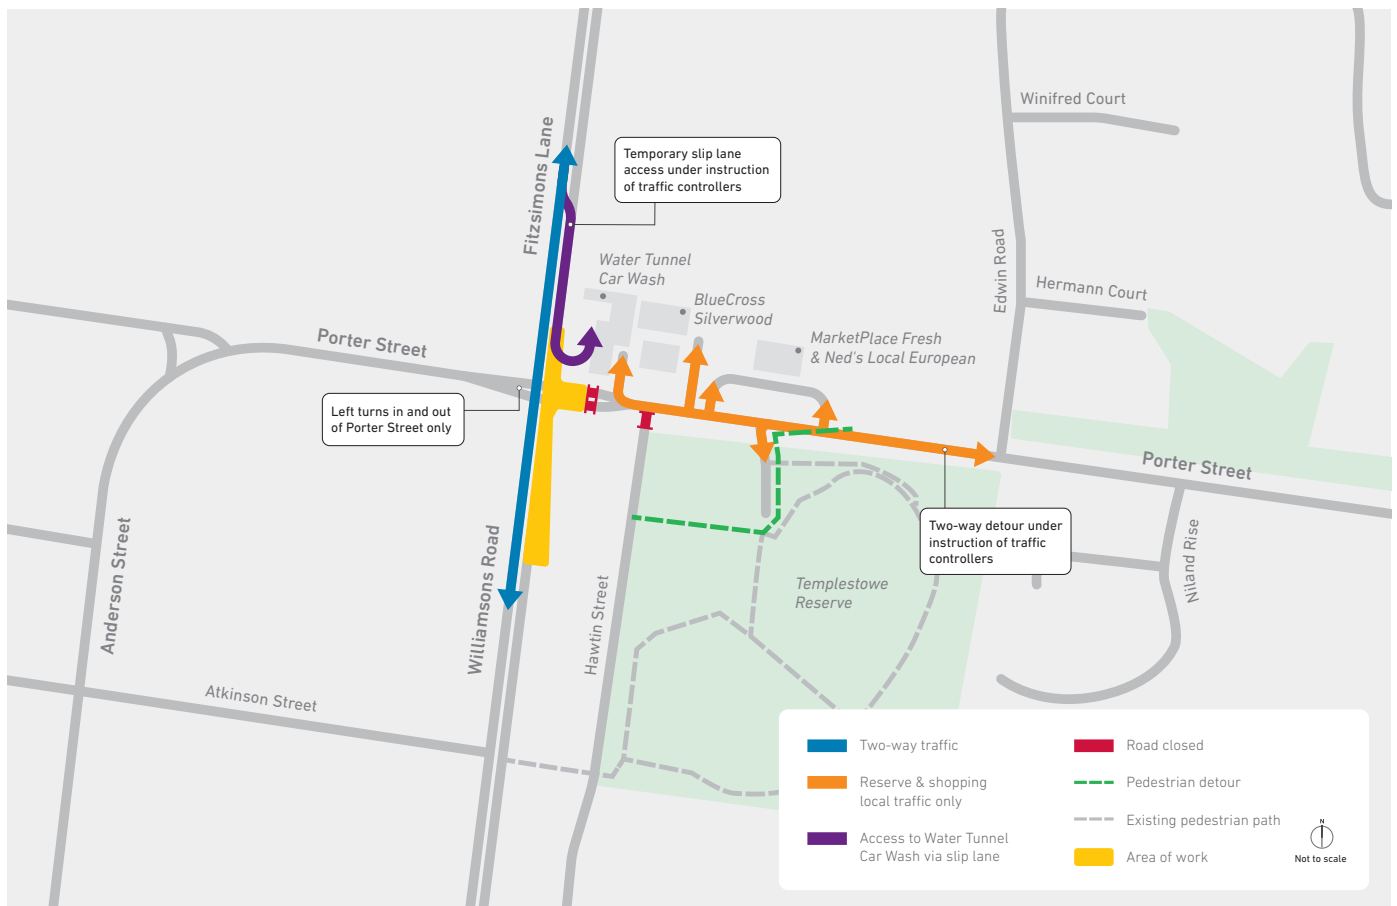 Winifred Court
Fitzsimons Lane
Temporary slip lane
access under instruction
of traffic controllers
Water Tunnel
Car Wash
Edwin Road
Hermann Court
BlueCross
Silverwood
Porter Street
MarketPlace Fresh
& Ned's Local European
Left turns in and out
of Porter Street only
Porter Street
Anderson Street
Williamsons Road
Two-way detour under
instruction of traffic
controllers
Niland Rise
Hawtin Street
Templestowe
Reserve
Atkinson Street
Two-way traffic
Reserve & shopping
local traffic only
Access to Water Tunnel
Car Wash via slip lane
Road closed
Pedestrian detour
Existing pedestrian path
Area of work
N
Not to scale